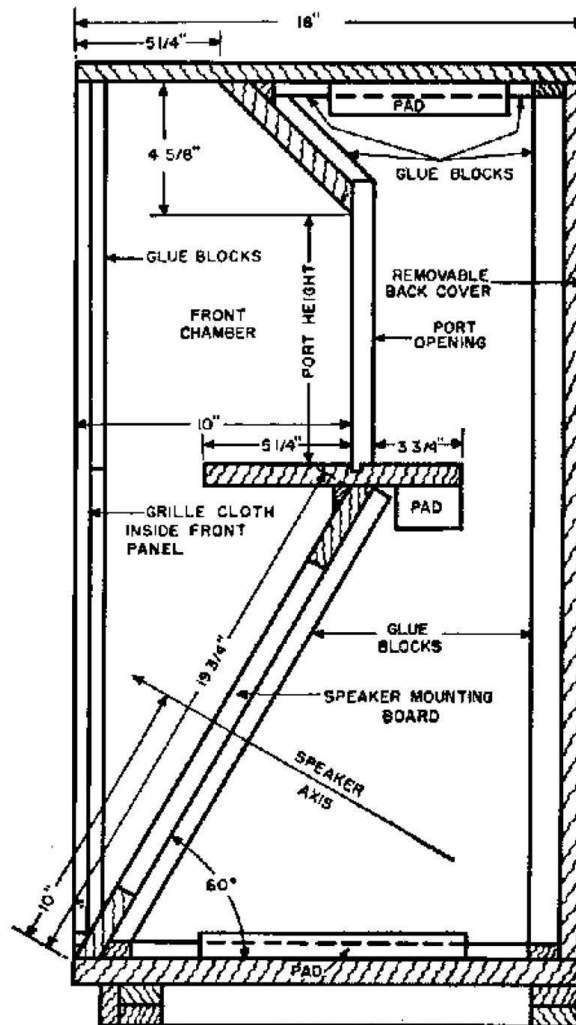 18"
5 1/4"
PAD
4 5/8"
GLUE BLOCKS
GLUE BLOCKS
REMOVABLE
BACK COVER
FRONT
CHAMBER
PORT HEIGHT
PORT
OPENING
10"
5 1/4"
3 3/4"
PAD
GRILLE CLOTH
INSIDE FRONT
PANEL
GLUE
BLOCKS
19 3/4"
SPEAKER MOUNTING
BOARD
SPEAKER
AXIS
60°
10"
PAD